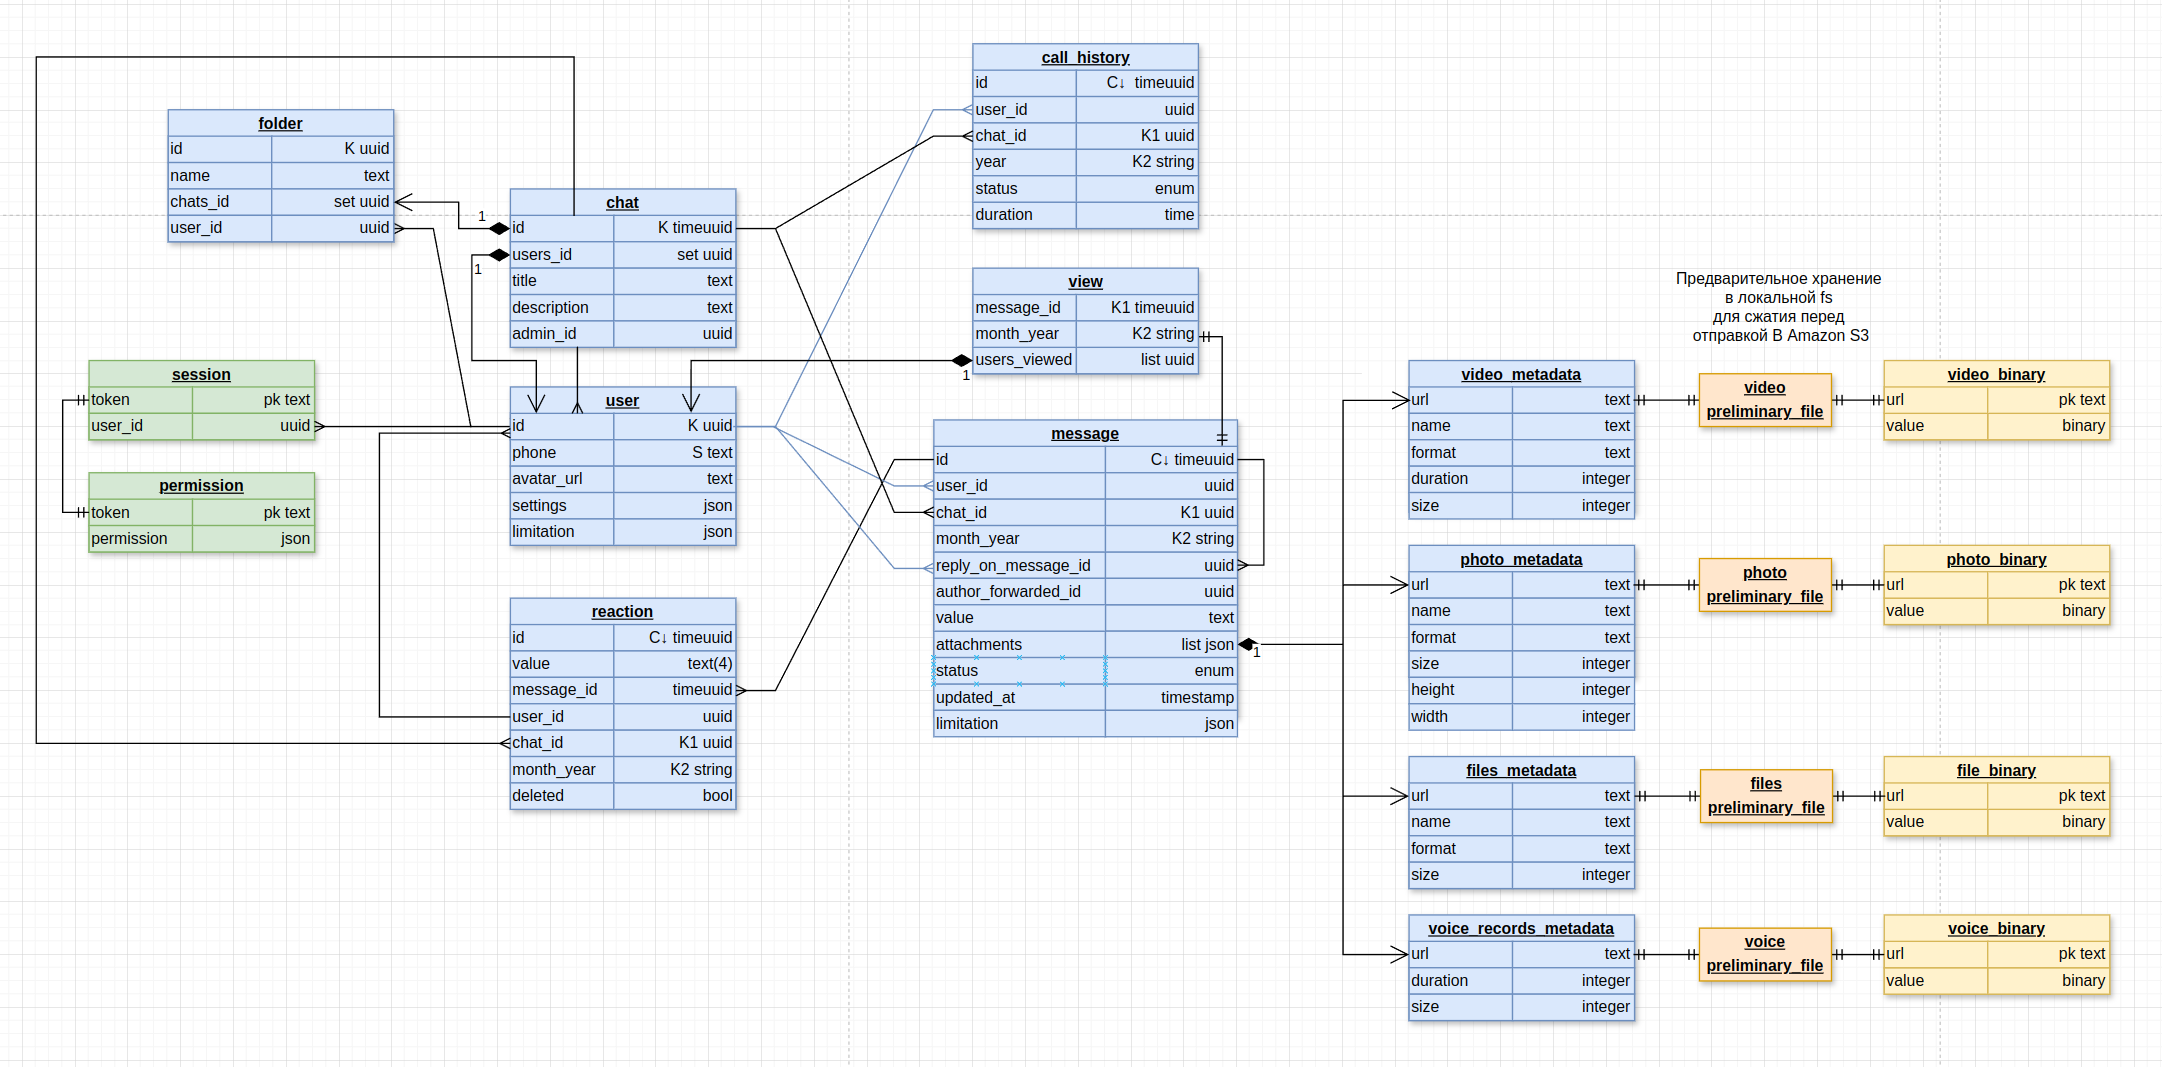 call_history
id C↓ timeuuid
user_id uuid
chat_id K1 uuid
year K2 string
status enum
duration time
folder
id K uuid
name text
chats_id set uuid
user_id uuid
chat
id K timeuuid
users_id set uuid
title text
description text
admin_id uuid
1
1
view
message_id K1 timeuuid
month_year K2 string
users_viewed list uuid
1
session
token pk text
user_id uuid
permission
token pk text
permission json
user
id K uuid
phone S text
avatar_url text
settings json
limitation json
message
id C↓ timeuuid
user_id uuid
chat_id K1 uuid
month_year K2 string
reply_on_message_id uuid
author_forwarded_id uuid
value text
attachments list json
status enum
updated_at timestamp
limitation json
1
reaction
id C↓ timeuuid
value text(4)
message_id timeuuid
user_id uuid
chat_id K1 uuid
month_year K2 string
deleted bool
Предварительное хранение
в локальной fs
для сжатия перед
отправкой В Amazon S3
video_metadata
url text
name text
format text
duration integer
size integer
video
preliminary_file
video_binary
url pk text
value binary
photo_metadata
url text
name text
format text
size integer
height integer
width integer
photo
preliminary_file
photo_binary
url pk text
value binary
files_metadata
url text
name text
format text
size integer
files
preliminary_file
file_binary
url pk text
value binary
voice_records_metadata
url text
duration integer
size integer
voice
preliminary_file
voice_binary
url pk text
value binary